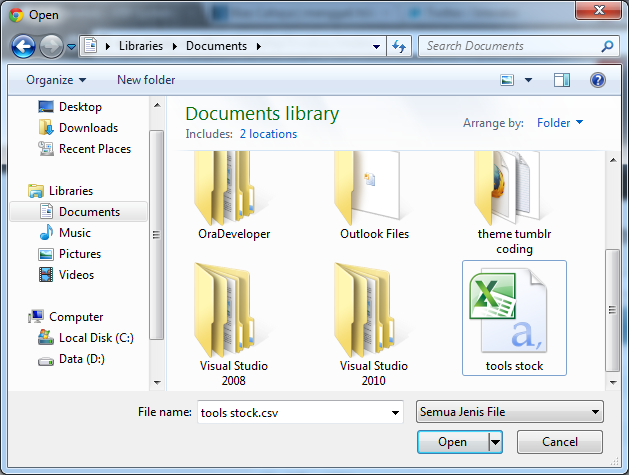 Open
Libraries
Documents
Search Documents
Organize
New folder
Desktop
Downloads
Recent Places
Libraries
Documents
Music
Pictures
Videos
Computer
Local Disk (C:)
Data (D:)
Documents library
Includes: 2 locations
Arrange by: Folder
OraDeveloper
Outlook Files
theme tumblr
coding
Visual Studio
2008
Visual Studio
2010
a,
tools stock
File name: tools stock.csv
Semua Jenis File
Open
Cancel